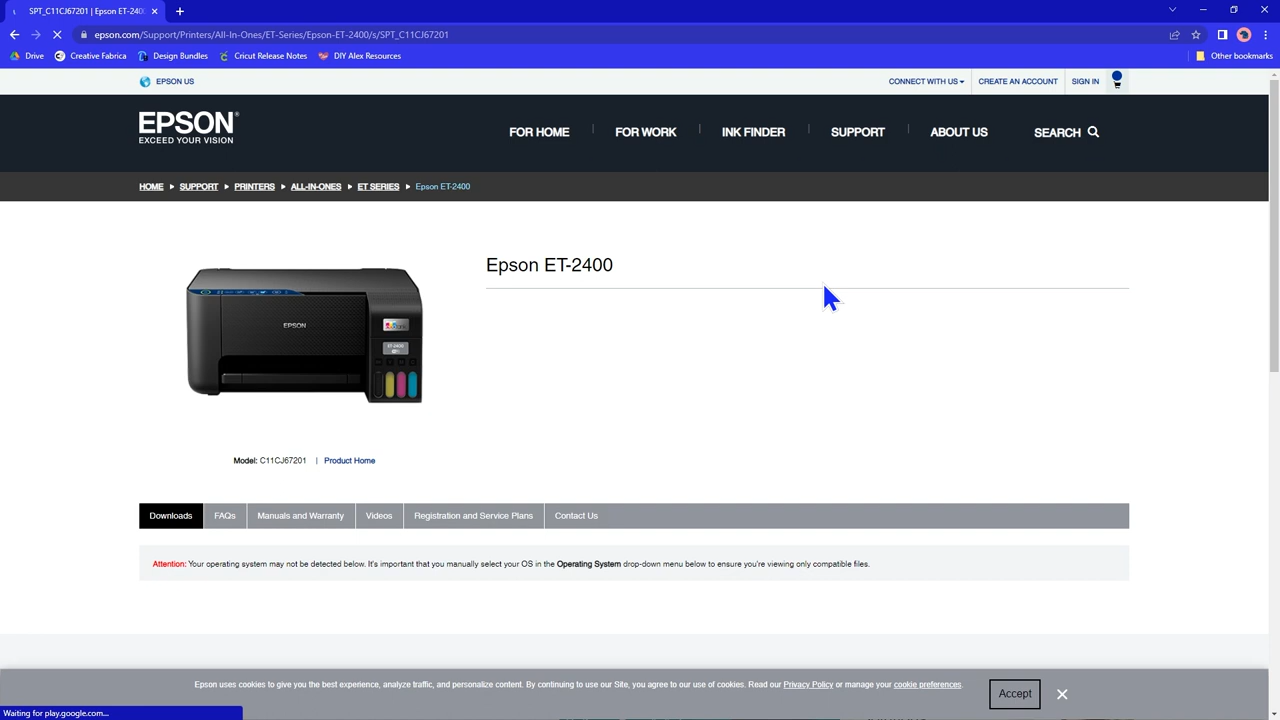 SPT_C11CJ67201 | Epson ET-240
epson.com/Support/Printers/All-In-Ones/ET-Series/Epson-ET-2400/s/SPT_C11CJ67201
Drive Creative Fabrica Design Bundles Cricut Release Notes DIY Alex Resources Other bookmarks
EPSON US CONNECT WITH US CREATE AN ACCOUNT SIGN IN
EPSON®
EXCEED YOUR VISION
FOR HOME FOR WORK INK FINDER SUPPORT ABOUT US SEARCH
HOME SUPPORT PRINTERS ALL-IN-ONES ET SERIES Epson ET-2400
Epson ET-2400
EPSON
ET-2400
Model: C11CJ67201 | Product Home
Downloads FAQs Manuals and Warranty Videos Registration and Service Plans Contact Us
Attention: Your operating system may not be detected below. It's important that you manually select your OS in the Operating System drop-down menu below to ensure you're viewing only compatible files.
Epson uses cookies to give you the best experience, analyze traffic, and personalize content. By continuing to use our Site, you agree to our use of cookies. Read our Privacy Policy or manage your cookie preferences.
Accept
Waiting for play.google.com...